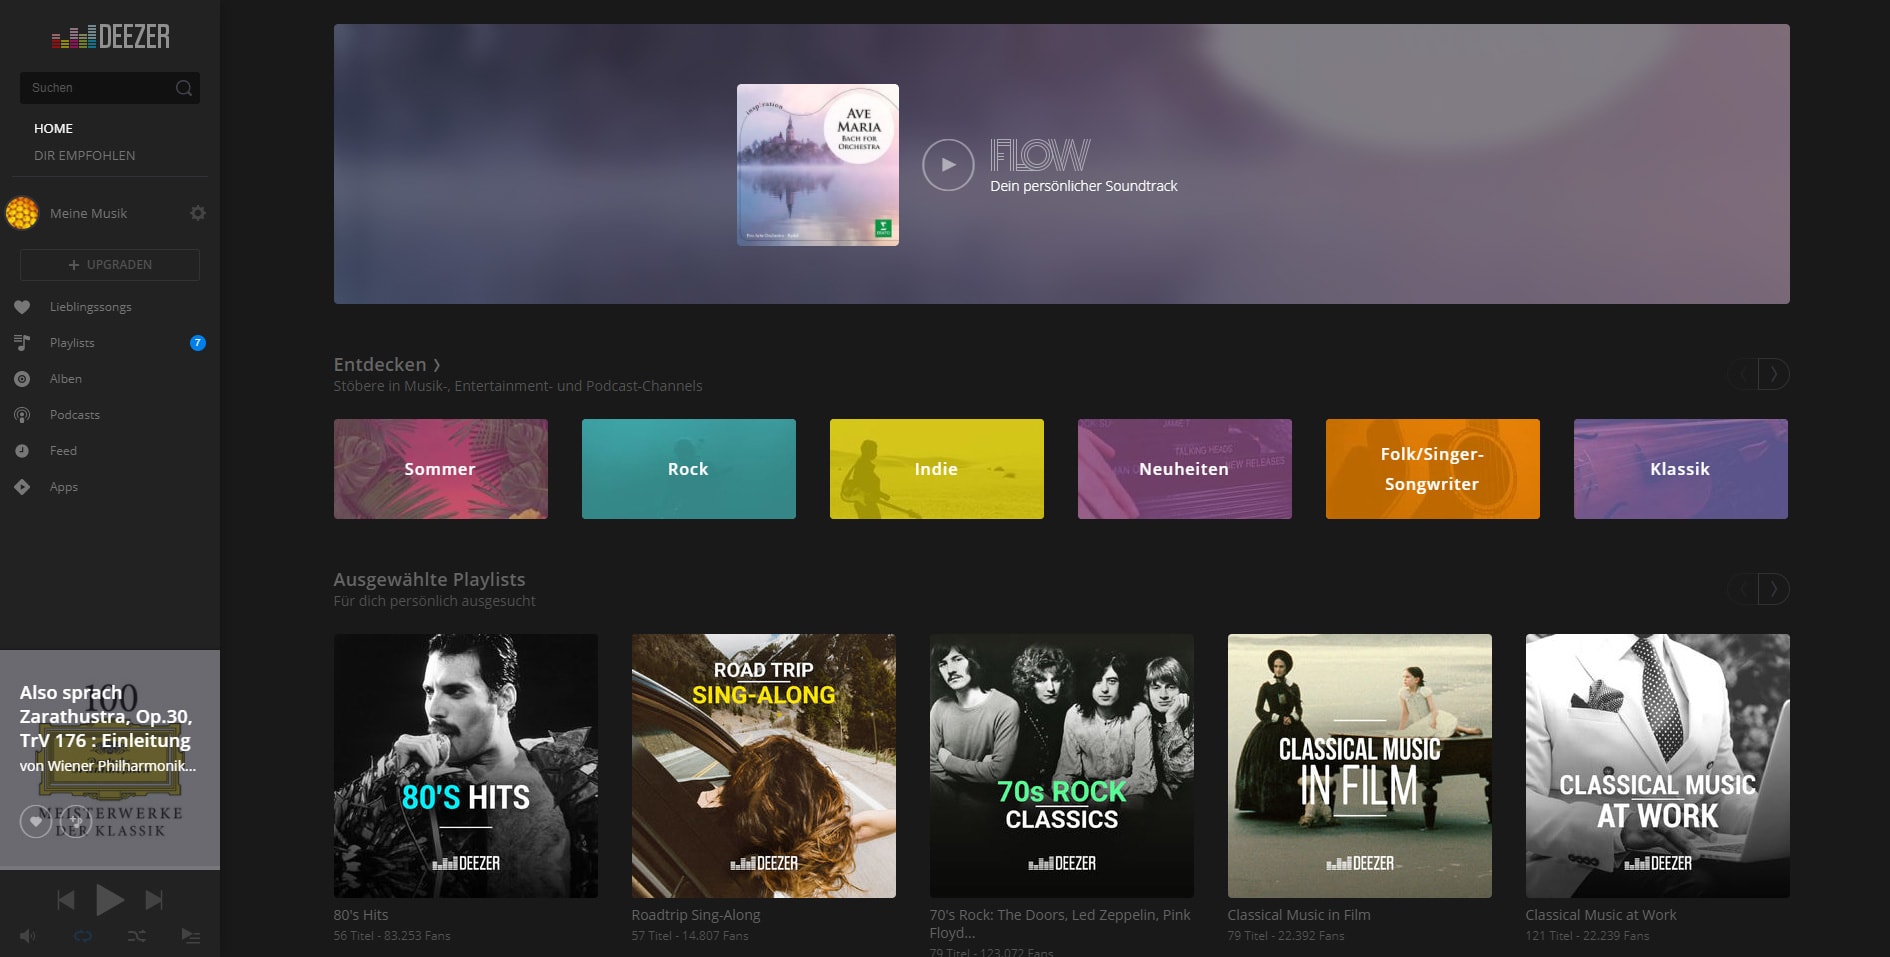 DEEZER
Suchen
HOME
DIR EMPFOHLEN
Meine Musik
+ UPGRADEN
Lieblingssongs
Playlists
7
Alben
Podcasts
Feed
Apps
100
Also sprach
Zarathustra, Op.30,
TrV 176 : Einleitung
von Wiener Philharmonik...
MEISTERWERKE
DER KLASSIK
inspiration
AVE
MARIA
BACH FOR
ORCHESTRA
FLOW
Dein persönlicher Soundtrack
Entdecken
Stöbere in Musik-, Entertainment- und Podcast-Channels
Sommer
Rock
Indie
TALKING HEADS
NEW RELEASES
Neuheiten
Folk/Singer-
Songwriter
Klassik
Ausgewählte Playlists
Für dich persönlich ausgesucht
80'S HITS
DEEZER
80's Hits
56 Titel - 83.253 Fans
ROAD TRIP
SING-ALONG
DEEZER
Roadtrip Sing-Along
57 Titel - 14.807 Fans
70s ROCK
CLASSICS
DEEZER
70's Rock: The Doors, Led Zeppelin, Pink
Floyd...
79 Titel - 123.072 Fans
CLASSICAL MUSIC
IN FILM
DEEZER
Classical Music in Film
79 Titel - 22.392 Fans
CLASSICAL MUSIC
AT WORK
DEEZER
Classical Music at Work
121 Titel - 22.239 Fans